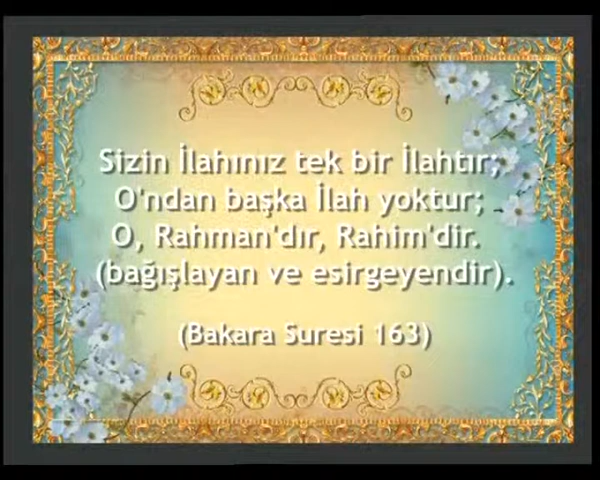 Sizin İlahınız tek bir İlahtır;
O'ndan başka İlah yoktur;
O, Rahman'dır, Rahim'dir.
(bağışlayan ve esirgeyendir).
(Bakara Suresi 163)